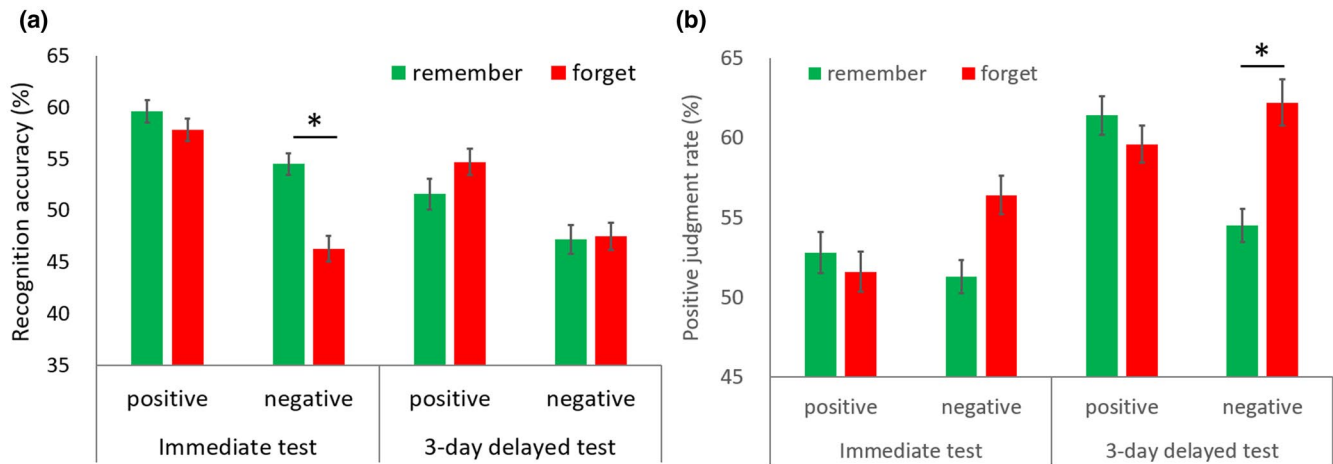 (a)
Recognition accuracy (%)
65
60
55
50
45
40
35
remember forget
*
positive negative positive negative
Immediate test 3-day delayed test
(b)
Positive judgment rate (%)
65
60
55
50
45
remember forget
*
positive negative positive negative
Immediate test 3-day delayed test